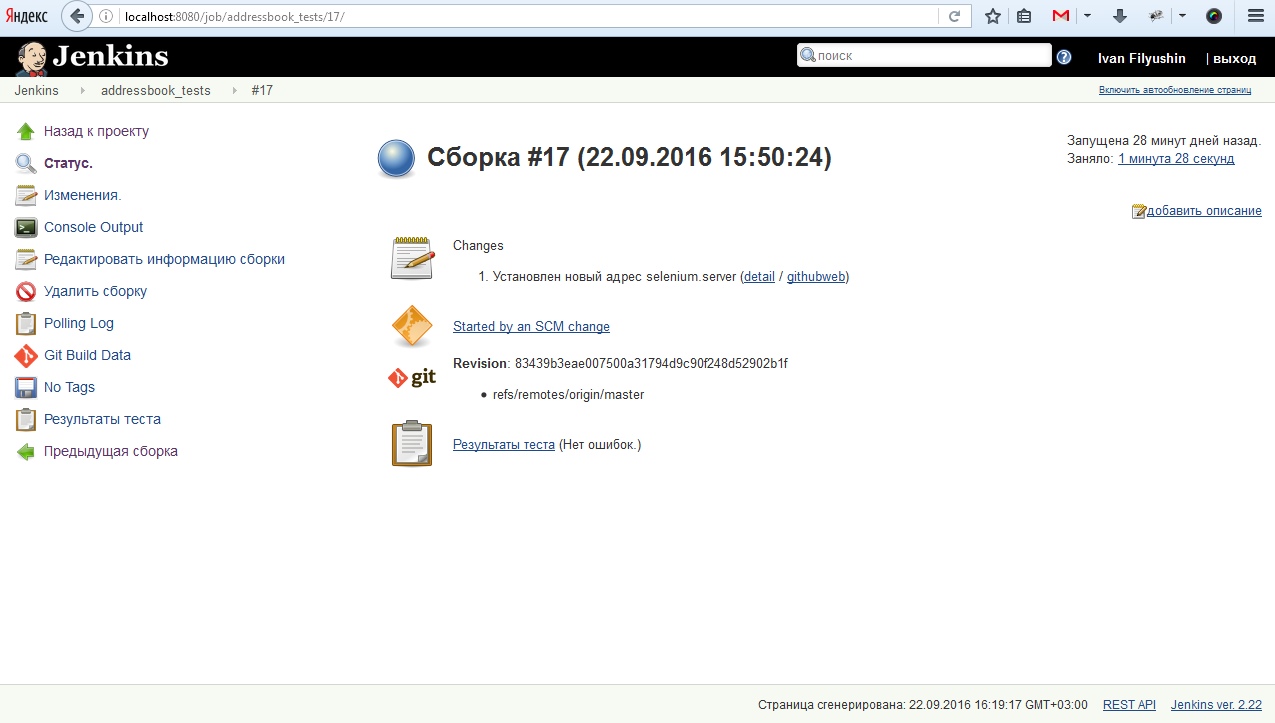 Яндекс localhost:8080/job/addressbook_tests/17/
Jenkins поиск Ivan Filyushin | выход
Jenkins addressbook_tests #17 Включить автообновление страниц
Назад к проекту
Статус.
Изменения.
Console Output
Редактировать информацию сборки
Удалить сборку
Polling Log
Git Build Data
No Tags
Результаты теста
Предыдущая сборка
Сборка #17 (22.09.2016 15:50:24)
Запущена 28 минут дней назад.
Заняло: 1 минута 28 секунд
добавить описание
Changes
1. Установлен новый адрес selenium.server (detail / githubweb)
Started by an SCM change
git
Revision: 83439b3eae007500a31794d9c90f248d52902b1f
• refs/remotes/origin/master
Результаты теста (Нет ошибок.)
Страница сгенерирована: 22.09.2016 16:19:17 GMT+03:00 REST API Jenkins ver. 2.22